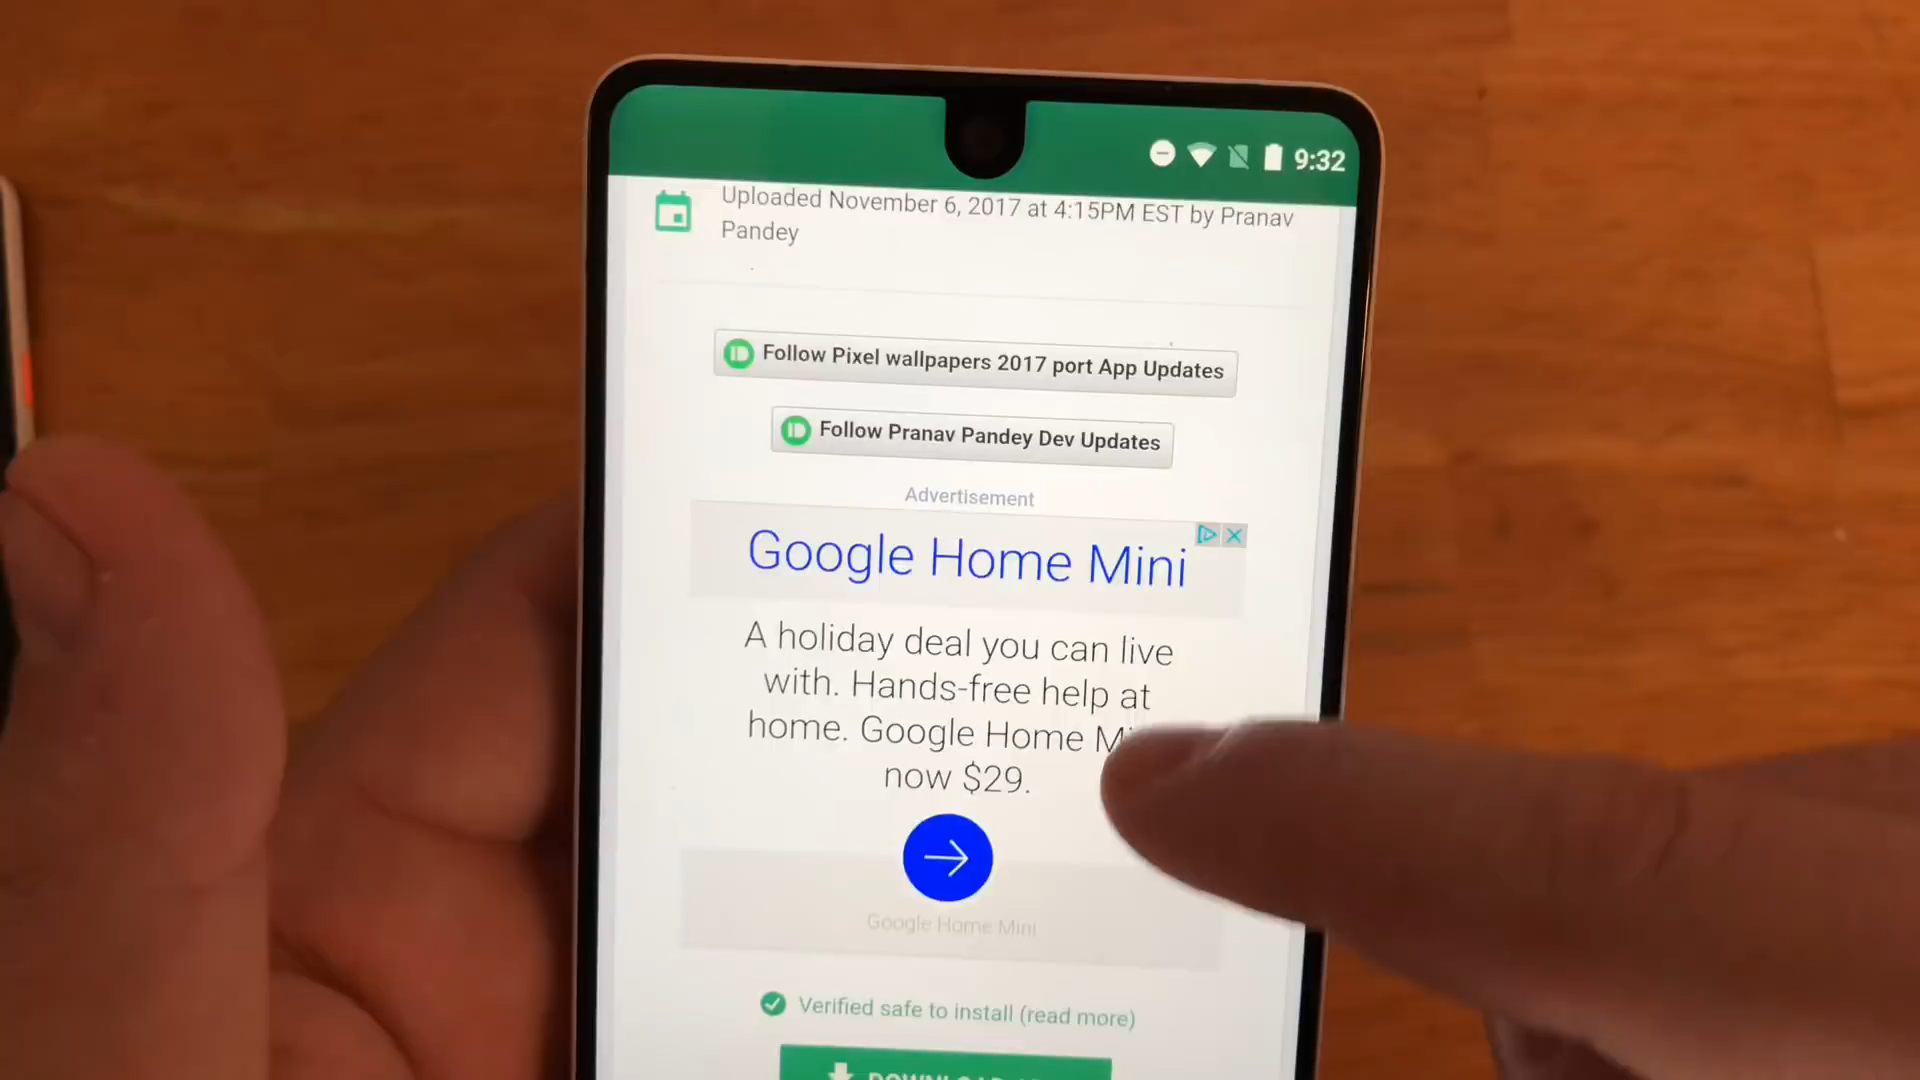 9:32
Uploaded November 6, 2017 at 4:15PM EST by Pranav
Pandey
Follow Pixel wallpapers 2017 port App Updates
Follow Pranav Pandey Dev Updates
Advertisement
Google Home Mini
A holiday deal you can live
with. Hands-free help at
home. Google Home
now $29.
Google Home Mini
Verified safe to install (read more)